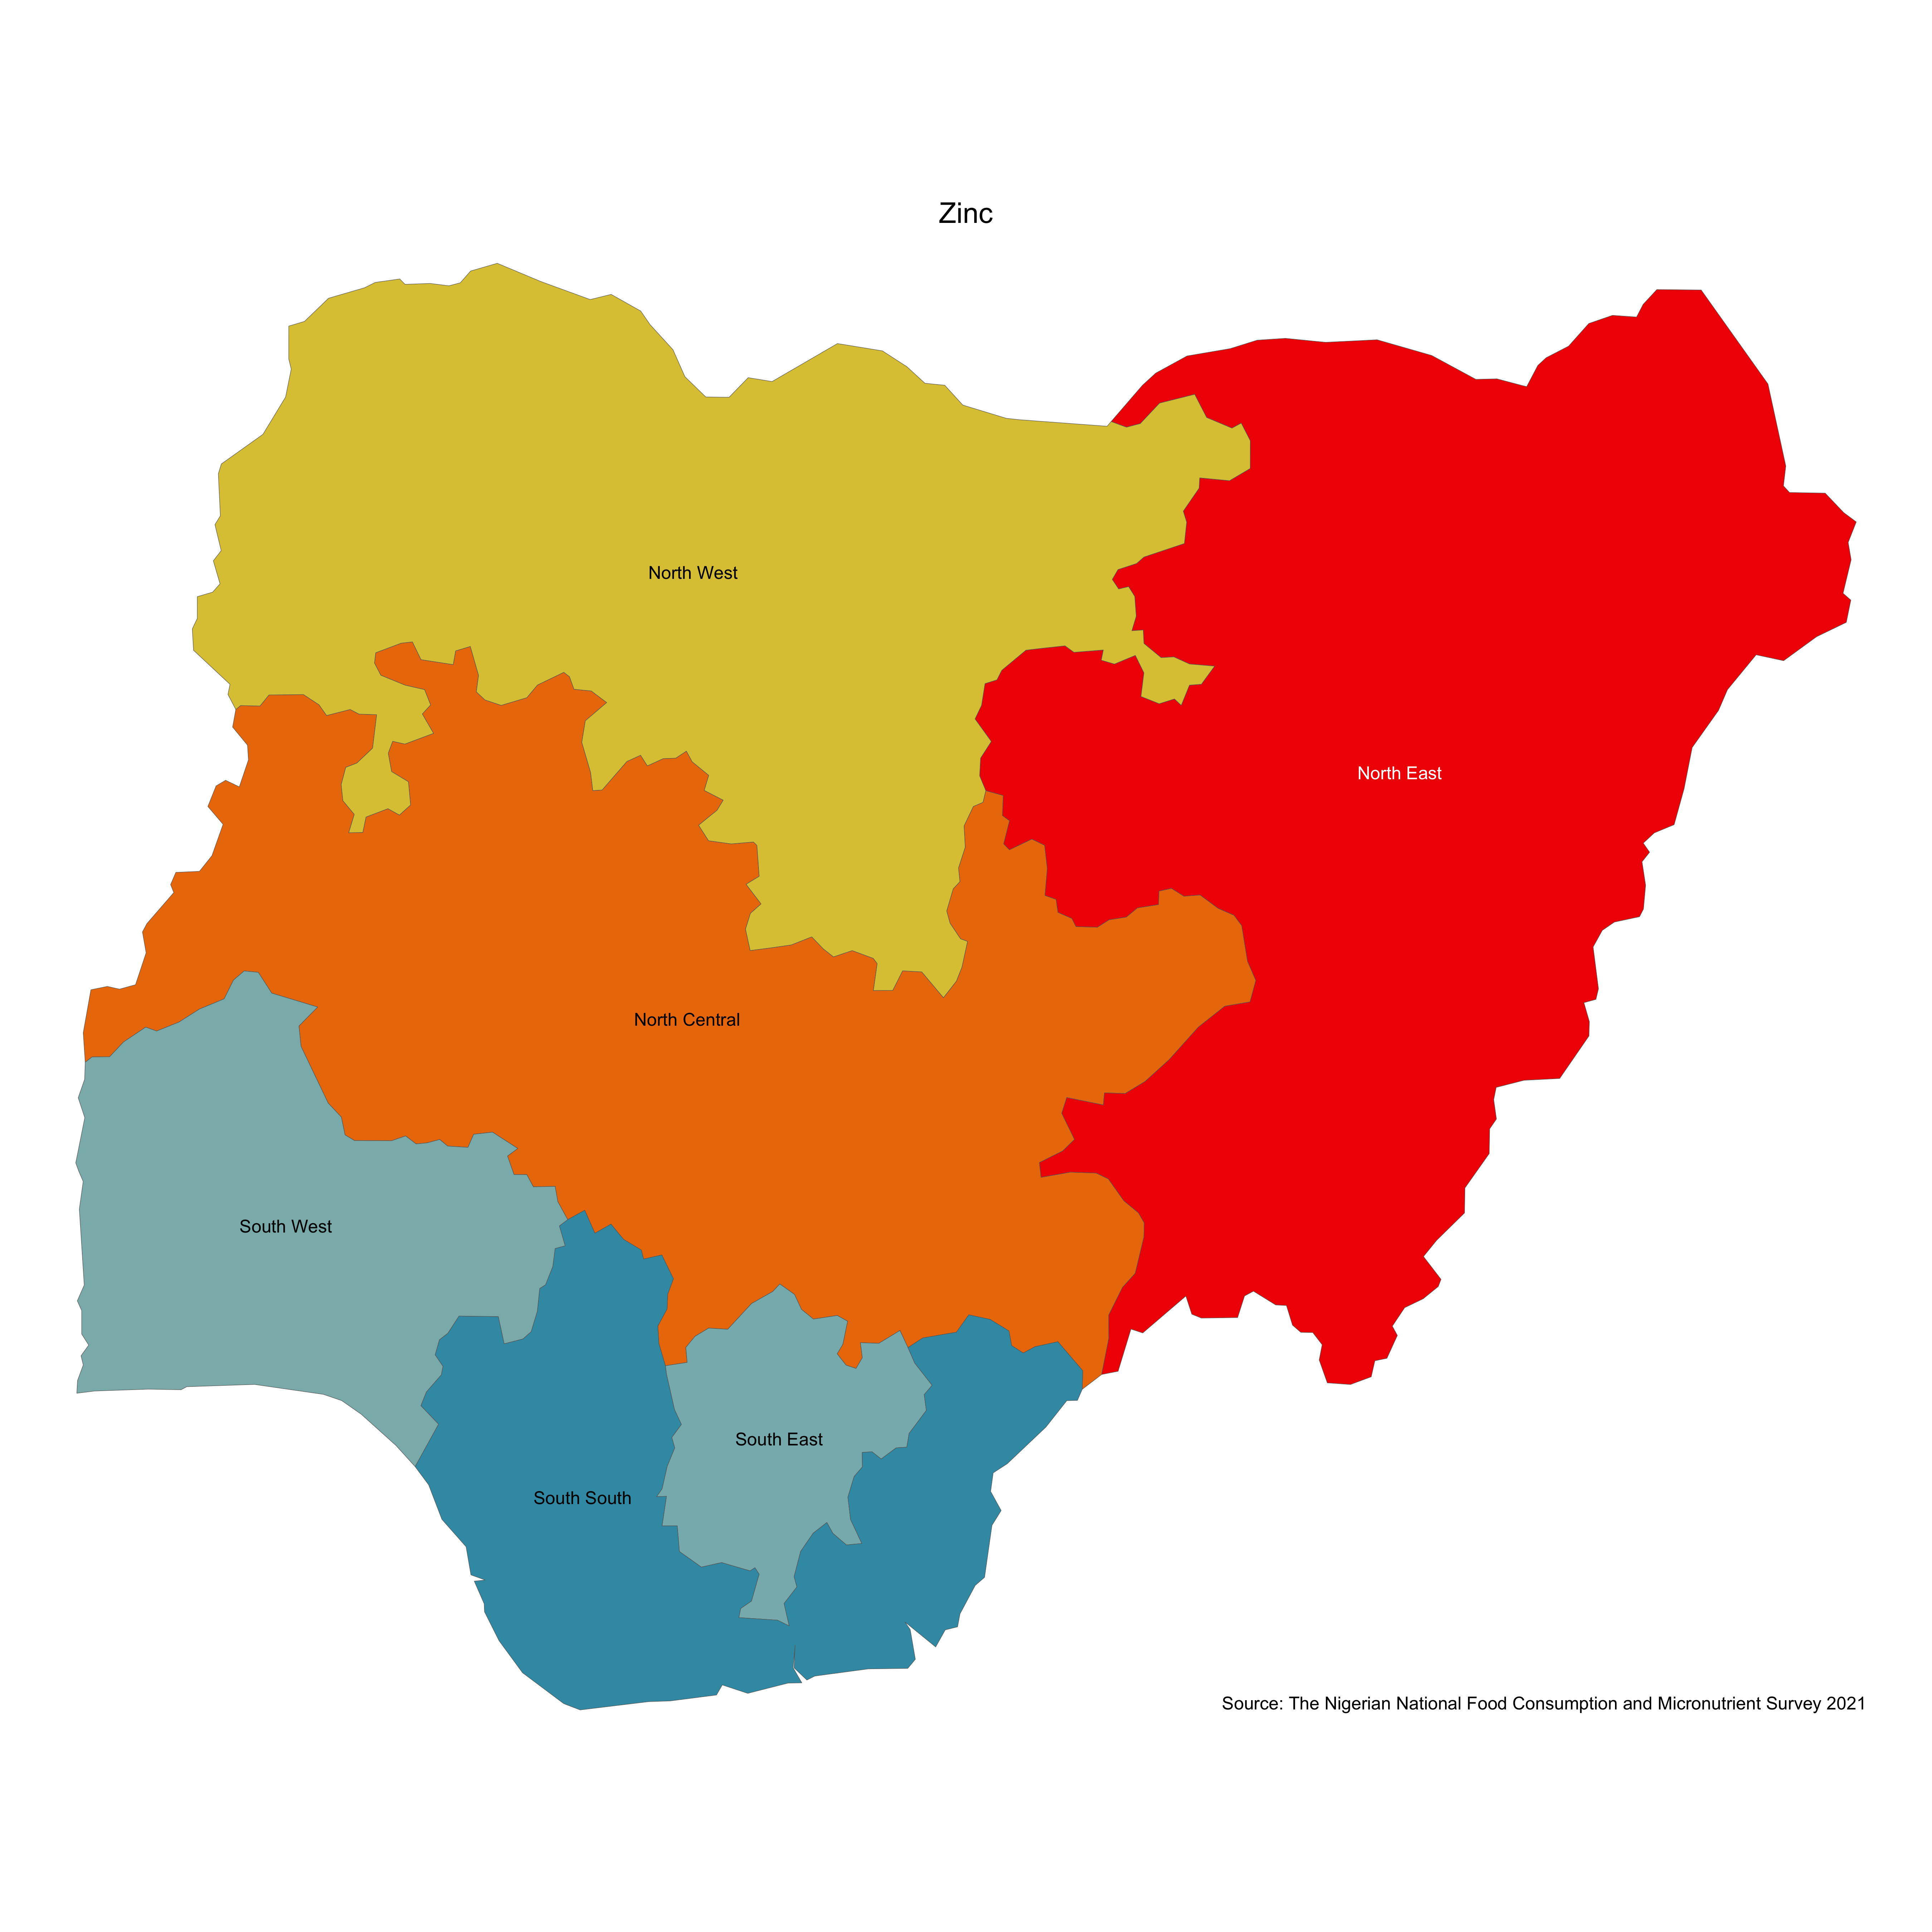 Zinc
North West
North East
North Central
South West
South East
South South
Source: The Nigerian National Food Consumption and Micronutrient Survey 2021